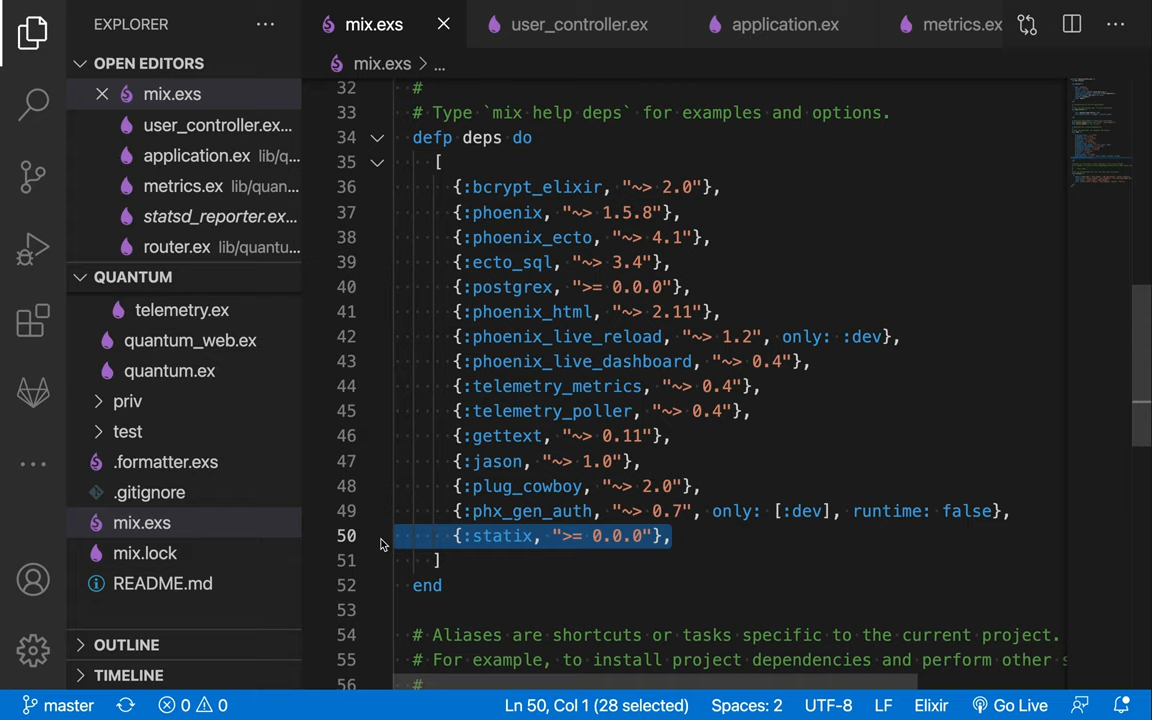 EXPLORER
OPEN EDITORS
mix.exs
user_controller.ex...
application.ex lib/q...
metrics.ex lib/quan...
statsd_reporter.ex...
router.ex lib/quantu...
QUANTUM
telemetry.ex
quantum_web.ex
quantum.ex
priv
test
.formatter.exs
.gitignore
mix.exs
mix.lock
README.md
OUTLINE
TIMELINE
mix.exs user_controller.ex application.ex metrics.ex
mix.exs > ...
32 #
33 # Type `mix help deps` for examples and options.
34 defp deps do
35 [
36 {:bcrypt_elixir, "~> 2.0"},
37 {:phoenix, "~> 1.5.8"},
38 {:phoenix_ecto, "~> 4.1"},
39 {:ecto_sql, "~> 3.4"},
40 {:postgrex, ">= 0.0.0"},
41 {:phoenix_html, "~> 2.11"},
42 {:phoenix_live_reload, "~> 1.2", only: :dev},
43 {:phoenix_live_dashboard, "~> 0.4"},
44 {:telemetry_metrics, "~> 0.4"},
45 {:telemetry_poller, "~> 0.4"},
46 {:gettext, "~> 0.11"},
47 {:jason, "~> 1.0"},
48 {:plug_cowboy, "~> 2.0"},
49 {:phx_gen_auth, "~> 0.7", only: [:dev], runtime: false},
50 {:statix, ">= 0.0.0"},
51 ]
52 end
53
54 # Aliases are shortcuts or tasks specific to the current project.
55 # For example, to install project dependencies and perform other s
56 #
master 0 0 Ln 50, Col 1 (28 selected) Spaces: 2 UTF-8 LF Elixir Go Live